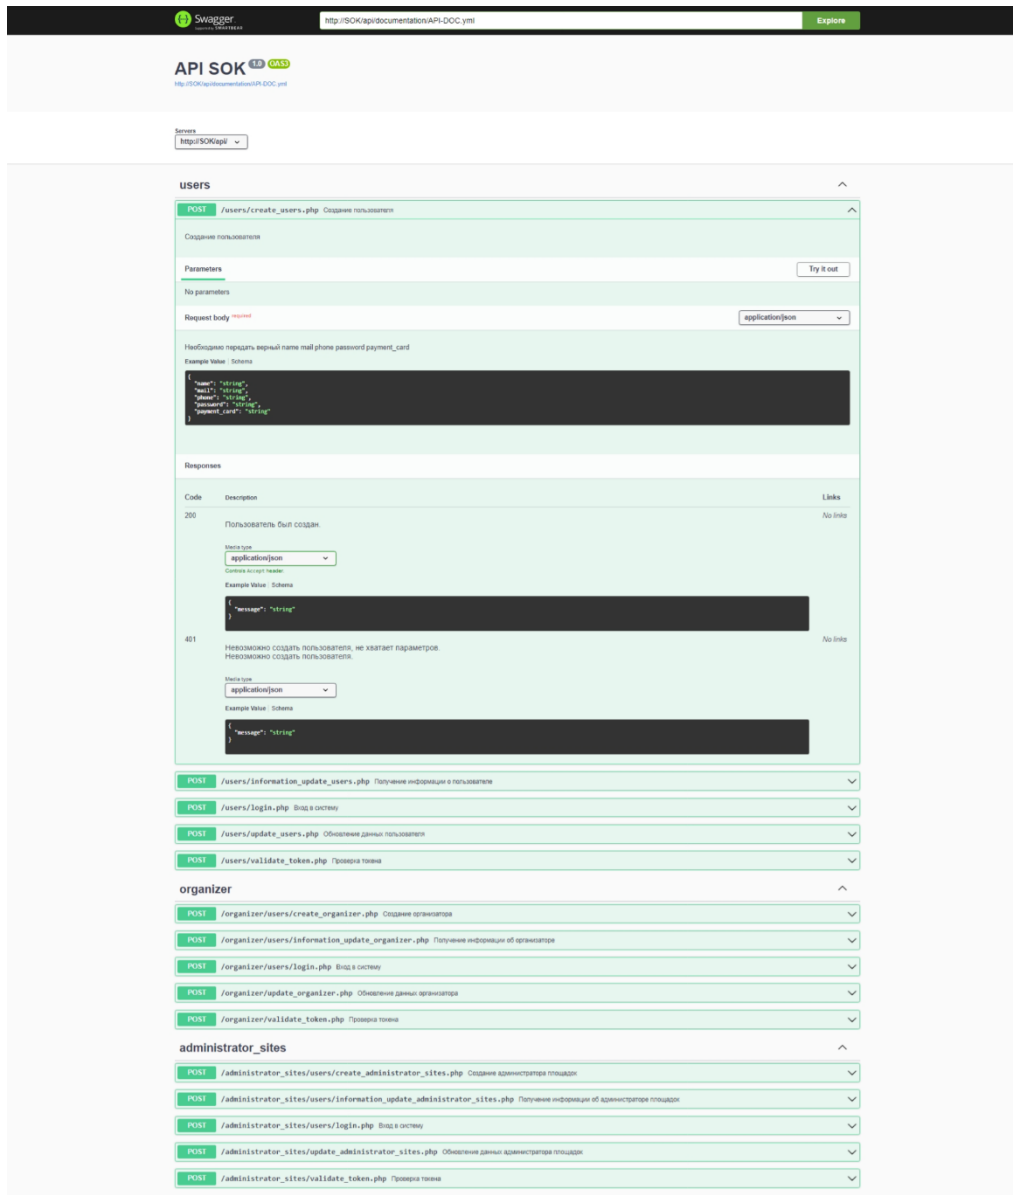 Swagger
Supported by SMARTBEAR
http://SOK/api/documentation/API-DOC.yml
Explore
API SOK 1.0 OAS3
http://SOK/api/documentation/API-DOC.yml
Servers
http://SOK/api/
users
POST /users/create_users.php Создание пользователя
Создание пользователя
Parameters
Try it out
No parameters
Request body required
application/json
Необходимо передать верный name mail phone password payment_card
Example Value Schema
{
"name": "string",
"mail": "string",
"phone": "string",
"password": "string",
"payment_card": "string"
}
Responses
Code Description Links
200 No links
Пользователь был создан.
Media type
application/json
Controls Accept header.
Example Value Schema
{
"message": "string"
}
401 No links
Невозможно создать пользователя, не хватает параметров.
Невозможно создать пользователя.
Media type
application/json
Example Value Schema
{
"message": "string"
}
POST /users/information_update_users.php Получение информации о пользователе
POST /users/login.php Вход в систему
POST /users/update_users.php Обновление данных пользователя
POST /users/validate_token.php Проверка токена
organizer
POST /organizer/users/create_organizer.php Создание организатора
POST /organizer/users/information_update_organizer.php Получение информации об организаторе
POST /organizer/users/login.php Вход в систему
POST /organizer/update_organizer.php Обновление данных организатора
POST /organizer/validate_token.php Проверка токена
administrator_sites
POST /administrator_sites/users/create_administrator_sites.php Создание администратора площадок
POST /administrator_sites/users/information_update_administrator_sites.php Получение информации об администраторе площадок
POST /administrator_sites/users/login.php Вход в систему
POST /administrator_sites/update_administrator_sites.php Обновление данных администратора площадок
POST /administrator_sites/validate_token.php Проверка токена